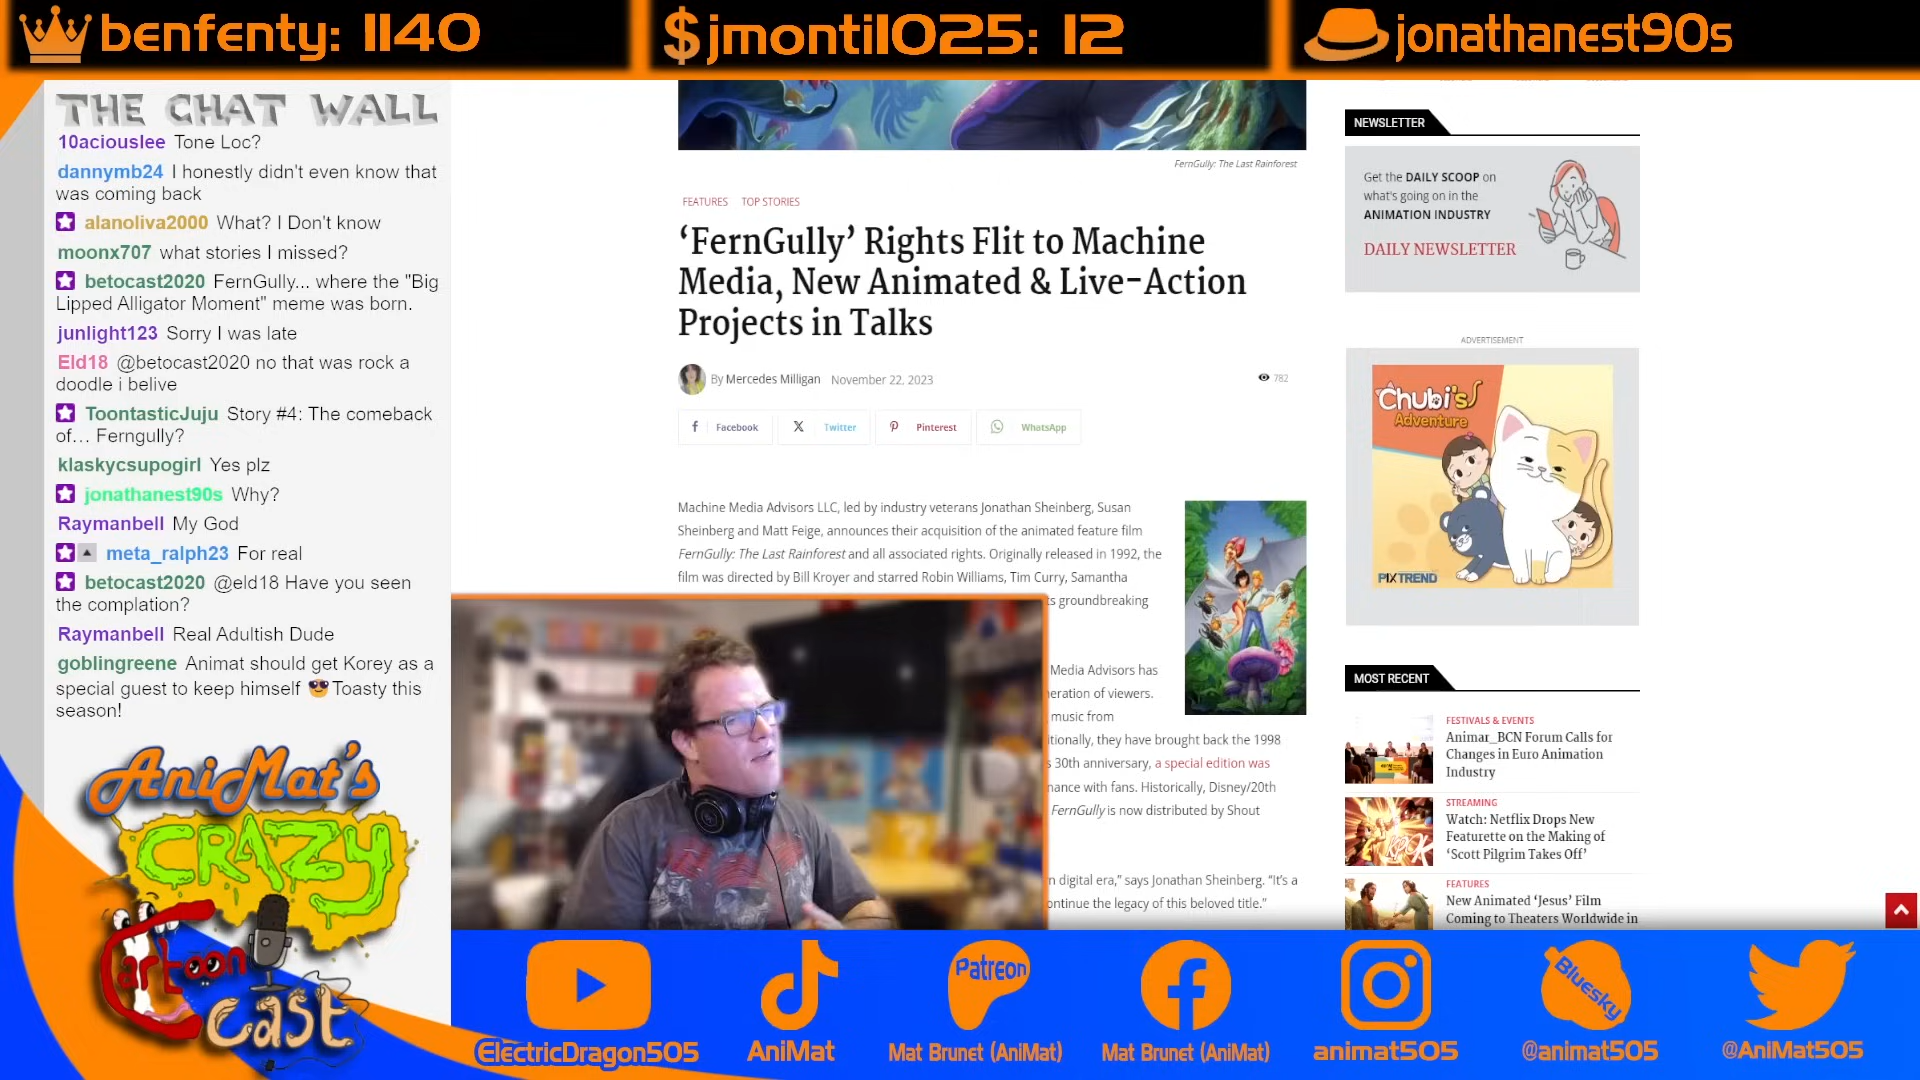 benfenty: 1140
$jmonti1025: 12
jonathanest90s
THE CHAT WALL
10aciouslee Tone Loc?
dannymb24 I honestly didn't even know that
was coming back
alanoliva2000 What? I Don't know
moonx707 what stories I missed?
betocast2020 FernGully... where the "Big
Lipped Alligator Moment" meme was born.
junlight123 Sorry I was late
Eld18 @betocast2020 no that was rock a
doodle i belive
ToontasticJuju Story #4: The comeback
of… Ferngully?
klaskycsupogirl Yes plz
jonathanest90s Why?
Raymanbell My God
meta_ralph23 For real
betocast2020 @eld18 Have you seen
the complation?
Raymanbell Real Adultish Dude
goblingreene Animat should get Korey as a
special guest to keep himself 😎Toasty this
season!
AniMat's
CRAZY
Cartoon
Cast
FernGully: The Last Rainforest
FEATURES TOP STORIES
‘FernGully’ Rights Flit to Machine
Media, New Animated & Live-Action
Projects in Talks
By Mercedes Milligan November 22, 2023
782
Facebook
Twitter
Pinterest
WhatsApp
Machine Media Advisors LLC, led by industry veterans Jonathan Sheinberg, Susan
Sheinberg and Matt Feige, announces their acquisition of the animated feature film
FernGully: The Last Rainforest and all associated rights. Originally released in 1992, the
film was directed by Bill Kroyer and starred Robin Williams, Tim Curry, Samantha
ts groundbreaking
Media Advisors has
eration of viewers.
music from
itionally, they have brought back the 1998
s 30th anniversary, a special edition was
nance with fans. Historically, Disney/20th
FernGully is now distributed by Shout
n digital era,” says Jonathan Sheinberg. “It’s a
ontinue the legacy of this beloved title.”
NEWSLETTER
Get the DAILY SCOOP on
what's going on in the
ANIMATION INDUSTRY
DAILY NEWSLETTER
ADVERTISEMENT
Chubi's
Adventure
PIXTREND
MOST RECENT
FESTIVALS & EVENTS
Animar_BCN Forum Calls for
Changes in Euro Animation
Industry
STREAMING
Watch: Netflix Drops New
Featurette on the Making of
‘Scott Pilgrim Takes Off’
FEATURES
New Animated ‘Jesus’ Film
Coming to Theaters Worldwide in
Patreon
Bluesky
ElectricDragon505
AniMat
Mat Brunet (AniMat)
Mat Brunet (AniMat)
animat505
@animat505
@AniMat505